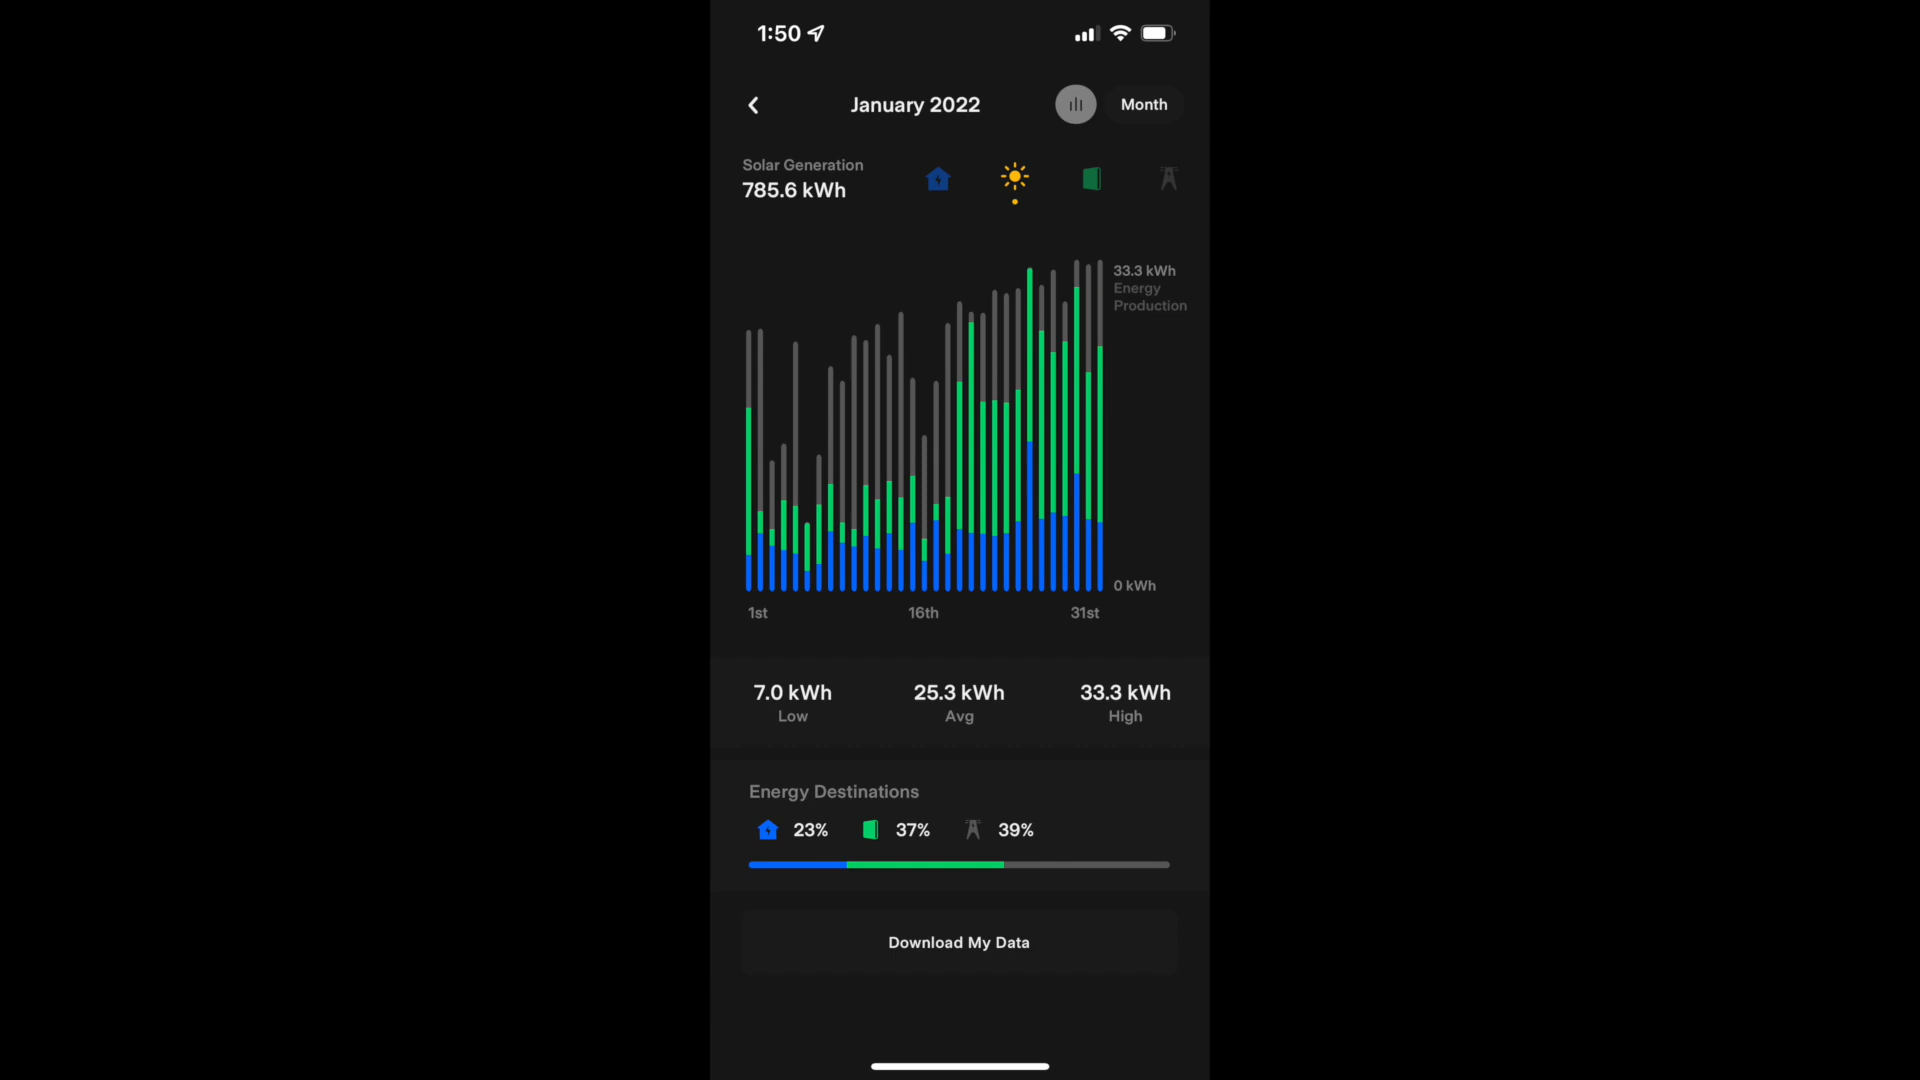 1:50
January 2022
Month
Solar Generation
785.6 kWh
33.3 kWh
Energy
Production
0 kWh
1st 16th 31st
7.0 kWh 25.3 kWh 33.3 kWh
Low Avg High
Energy Destinations
23% 37% 39%
Download My Data